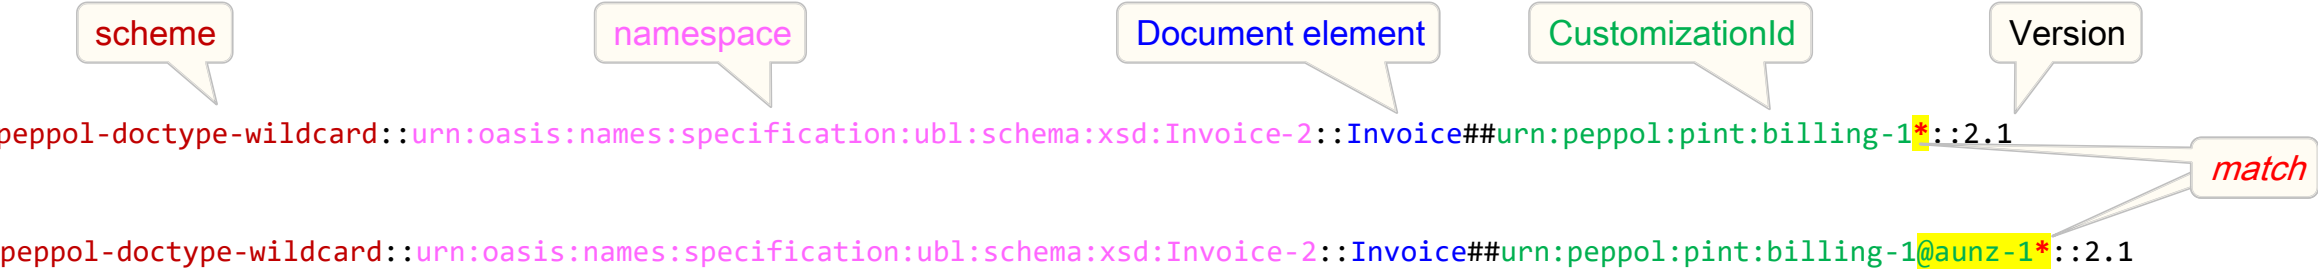 scheme namespace Document element CustomizationId Version
peppol-doctype-wildcard::urn:oasis:names:specification:ubl:schema:xsd:Invoice-2::Invoice##urn:peppol:pint:billing-1*::2.1
match
peppol-doctype-wildcard::urn:oasis:names:specification:ubl:schema:xsd:Invoice-2::Invoice##urn:peppol:pint:billing-1@aunz-1*::2.1